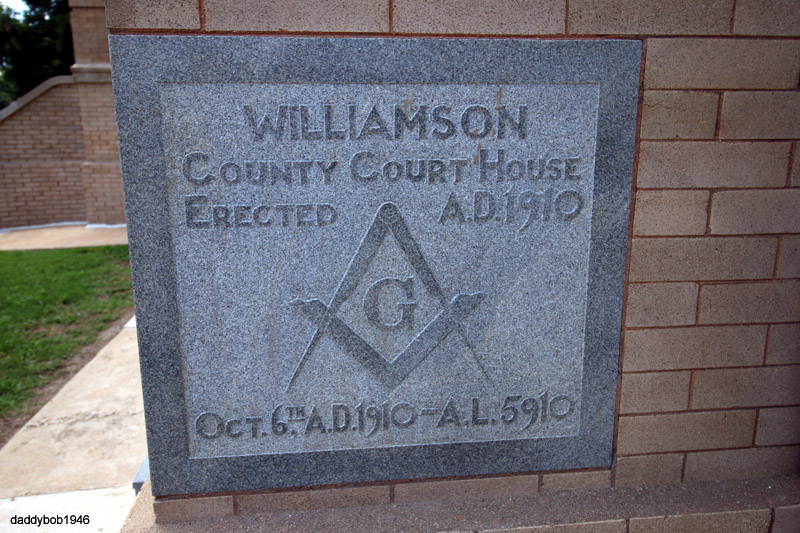 WILLIAMSON
COUNTY COURT HOUSE
ERECTED A.D. 1910
G
OCT. 6TH A.D. 1910 - A.L. 5910
daddybob1946